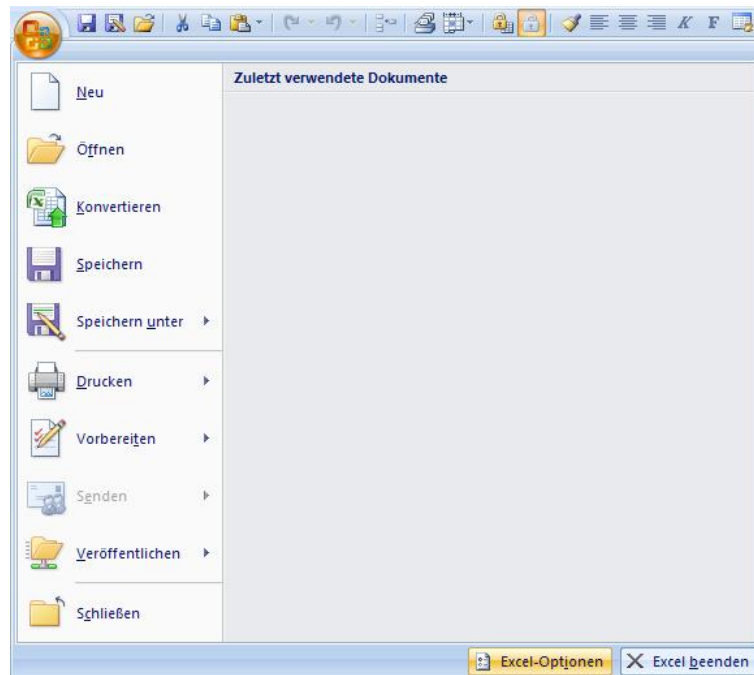 K F
Zuletzt verwendete Dokumente
Neu
Öffnen
Konvertieren
Speichern
Speichern unter
Drucken
Vorbereiten
Senden
Veröffentlichen
Schließen
Excel-Optionen
Excel beenden